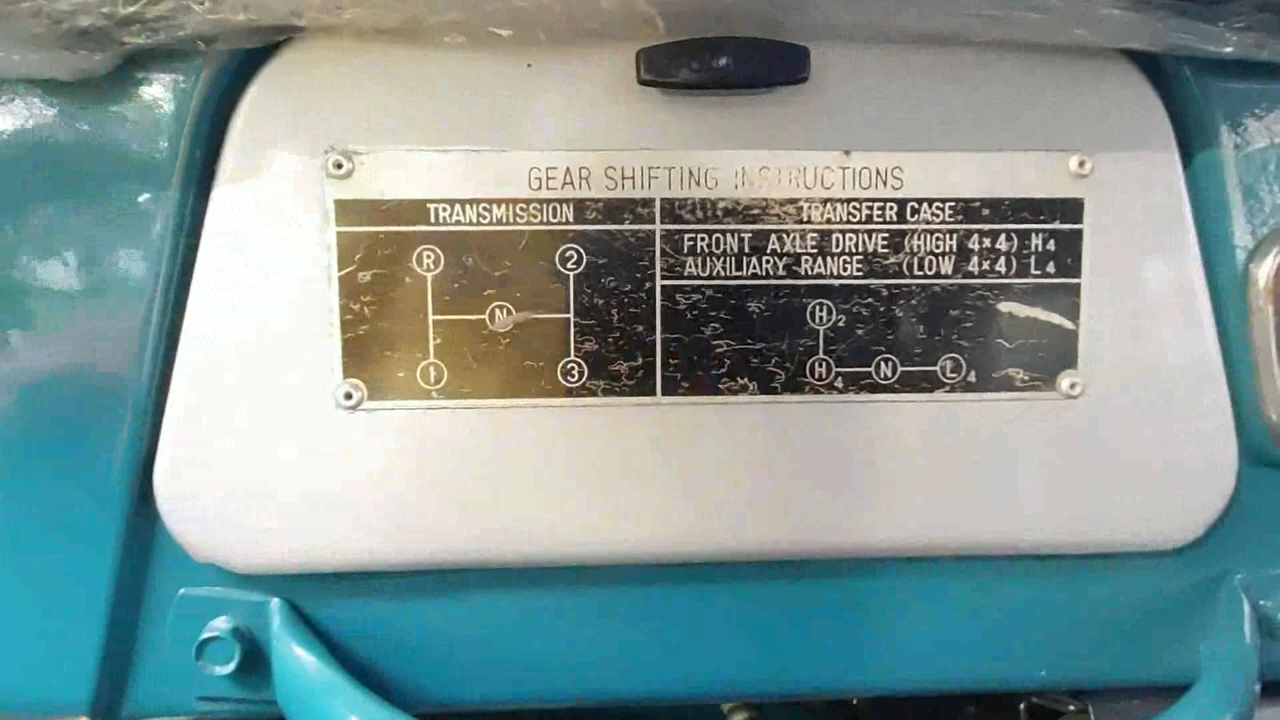 GEAR SHIFTING INSTRUCTIONS
TRANSMISSION
R 2
N
1 3
TRANSFER CASE
FRONT AXLE DRIVE (HIGH 4×4) H4
AUXILIARY RANGE (LOW 4×4) L4
H2
H4 N L4